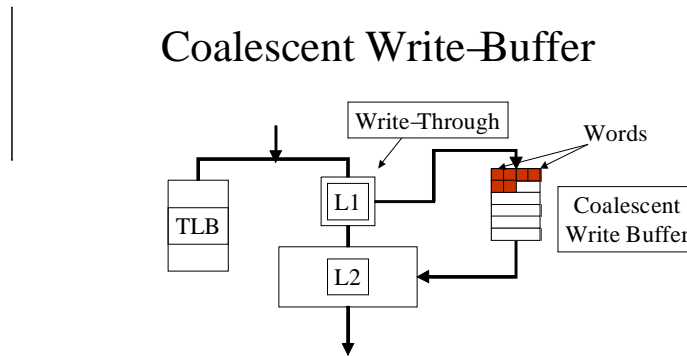 Coalescent Write-Buffer
Write-Through
Words
L1
TLB
Coalescent
Write Buffer
L2